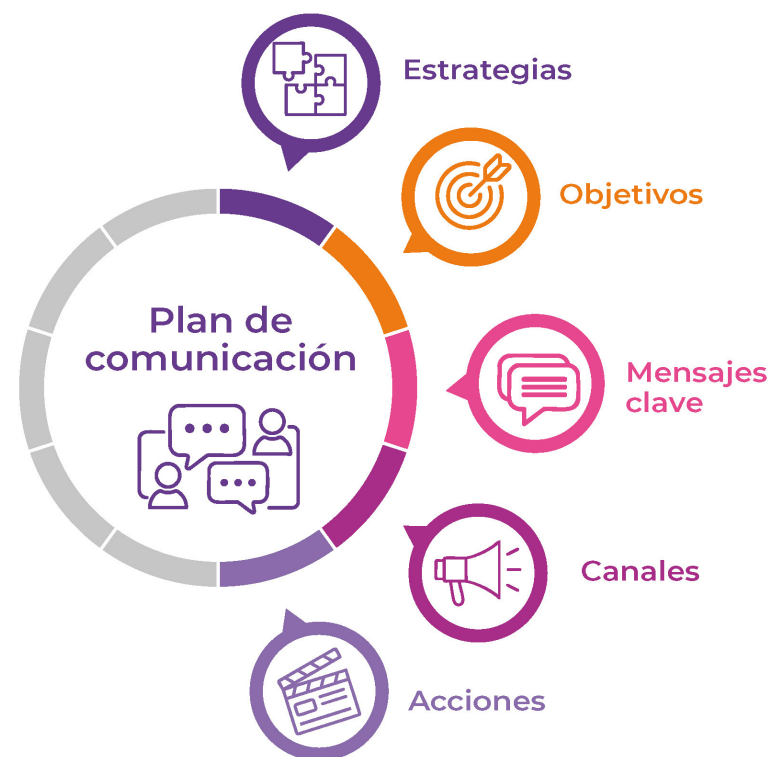 Estrategias
Objetivos
Plan de
comunicación
Mensajes
clave
Canales
Acciones